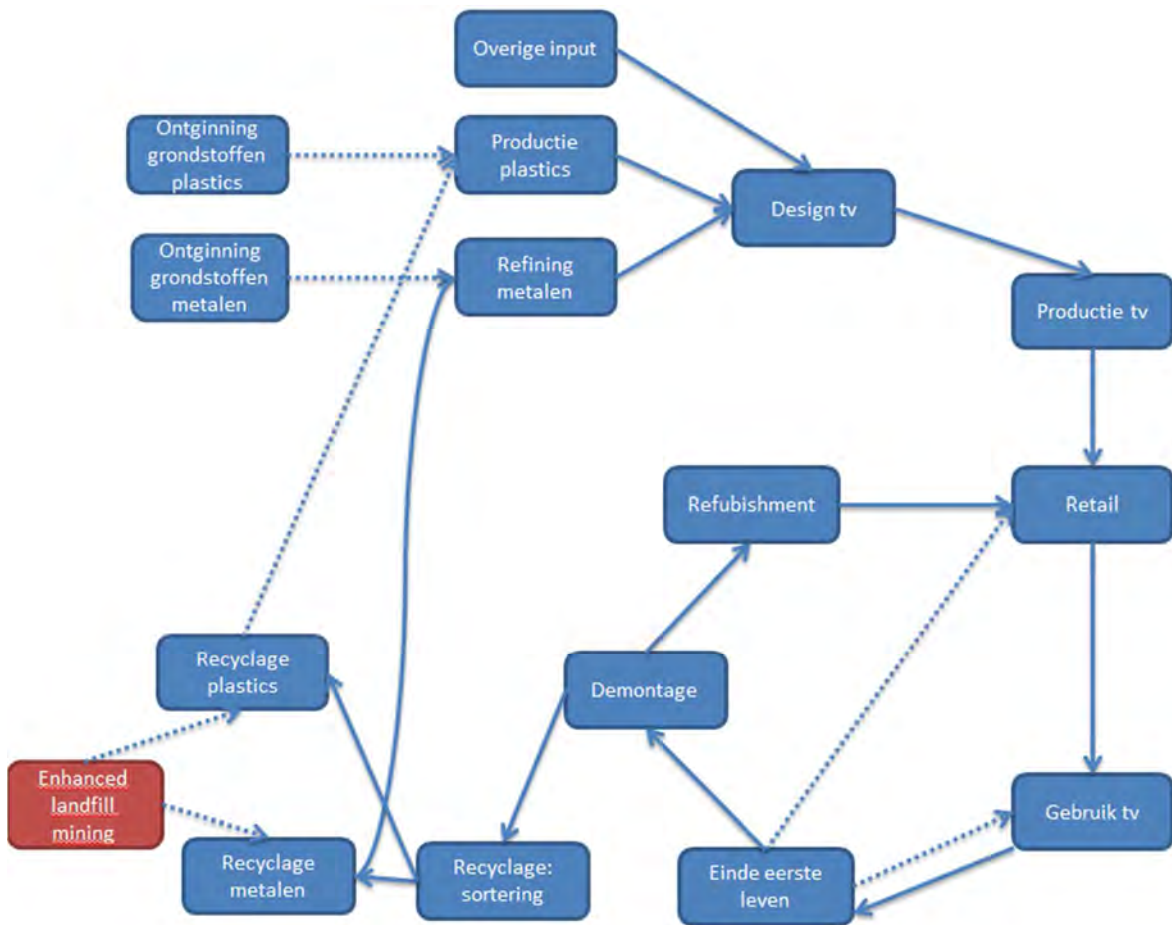 Overige input
Ontginning
grondstoffen
plastics
Productie
plastics
Design tv
Ontginning
grondstoffen
metalen
Refining
metalen
Productie tv
Refubishment
Retail
Recyclage
plastics
Demontage
Enhanced
landfill
mining
Gebruik tv
Recyclage
metalen
Recyclage:
sortering
Einde eerste
leven